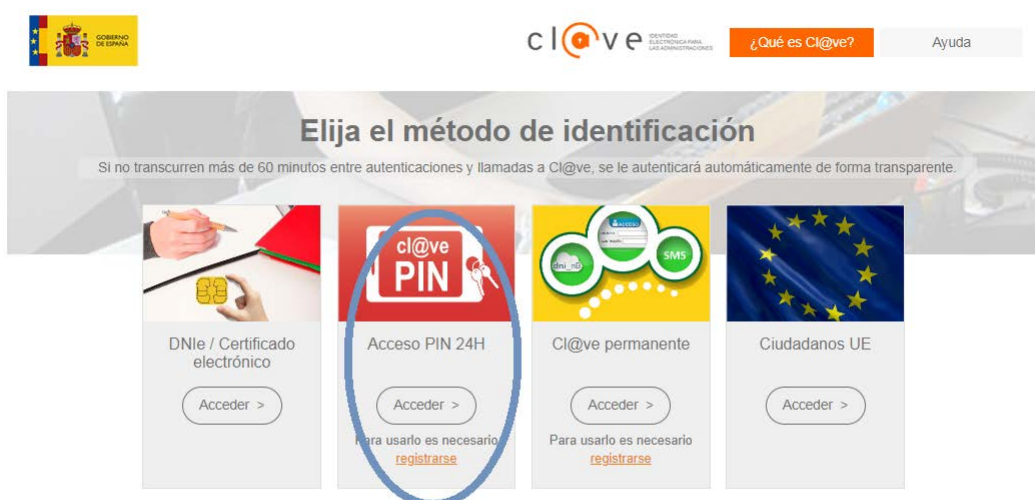 GOBIERNO
DE ESPAÑA
cl@ve
IDENTIDAD
ELECTRÓNICA PARA
LAS ADMINISTRACIONES
¿Qué es Cl@ve?
Ayuda
Elija el método de identificación
Si no transcurren más de 60 minutos entre autenticaciones y llamadas a Cl@ve, se le autenticará automáticamente de forma transparente.
cl@ve
PIN
ACCESO
dni_nb
SMS
DNIe / Certificado
electrónico
Acceder >
Acceso PIN 24H
Acceder >
Para usarlo es necesario
registrarse
Cl@ve permanente
Acceder >
Para usarlo es necesario
registrarse
Ciudadanos UE
Acceder >